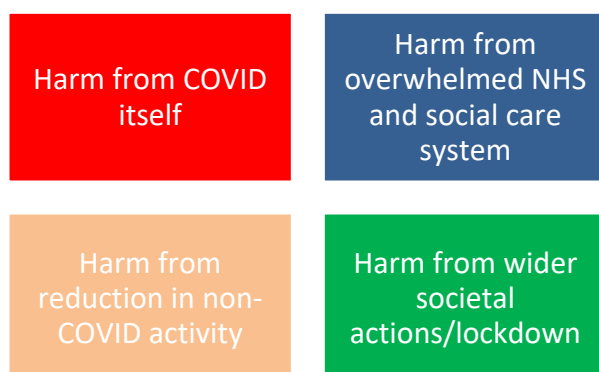 Harm from COVID
itself
Harm from
overwhelmed NHS
and social care
system
Harm from
reduction in non-
COVID activity
Harm from wider
societal
actions/lockdown